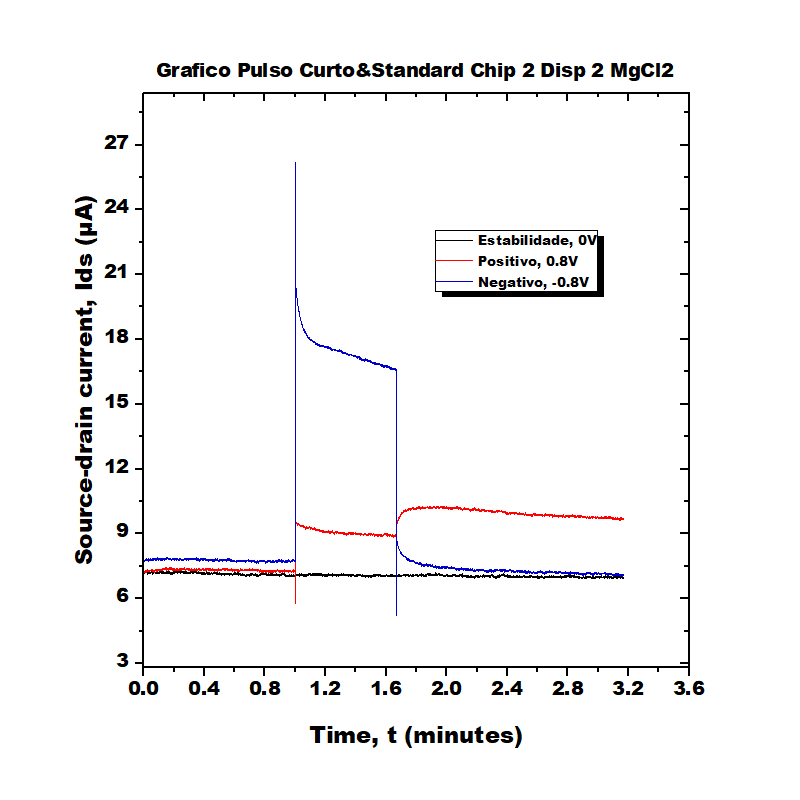 Grafico Pulso Curto&Standard Chip 2 Disp 2 MgCl2
27
24
21
18
15
12
9
6
3
Source-drain current, Ids (µA)
Estabilidade, 0V
Positivo, 0.8V
Negativo, -0.8V
0.0 0.4 0.8 1.2 1.6 2.0 2.4 2.8 3.2 3.6
Time, t (minutes)